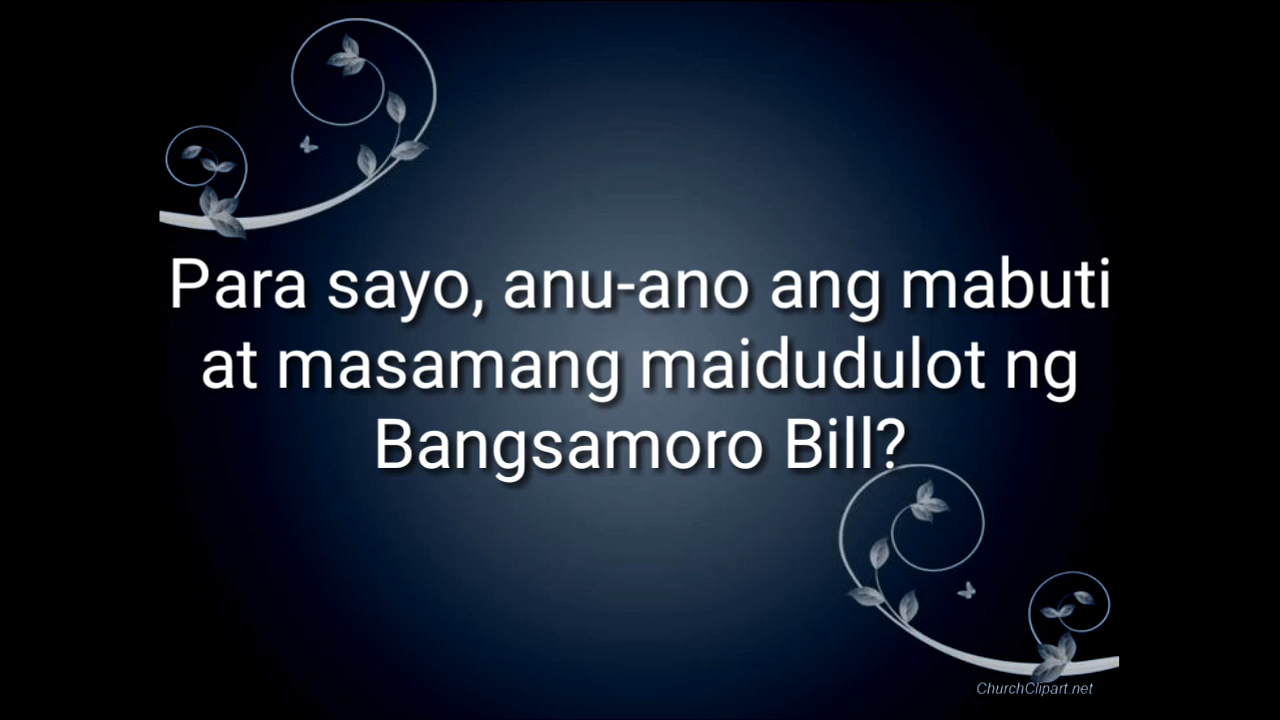 Para sayo, anu-ano ang mabuti
at masamang maidudulot ng
Bangsamoro Bill?
ChurchClipart.net